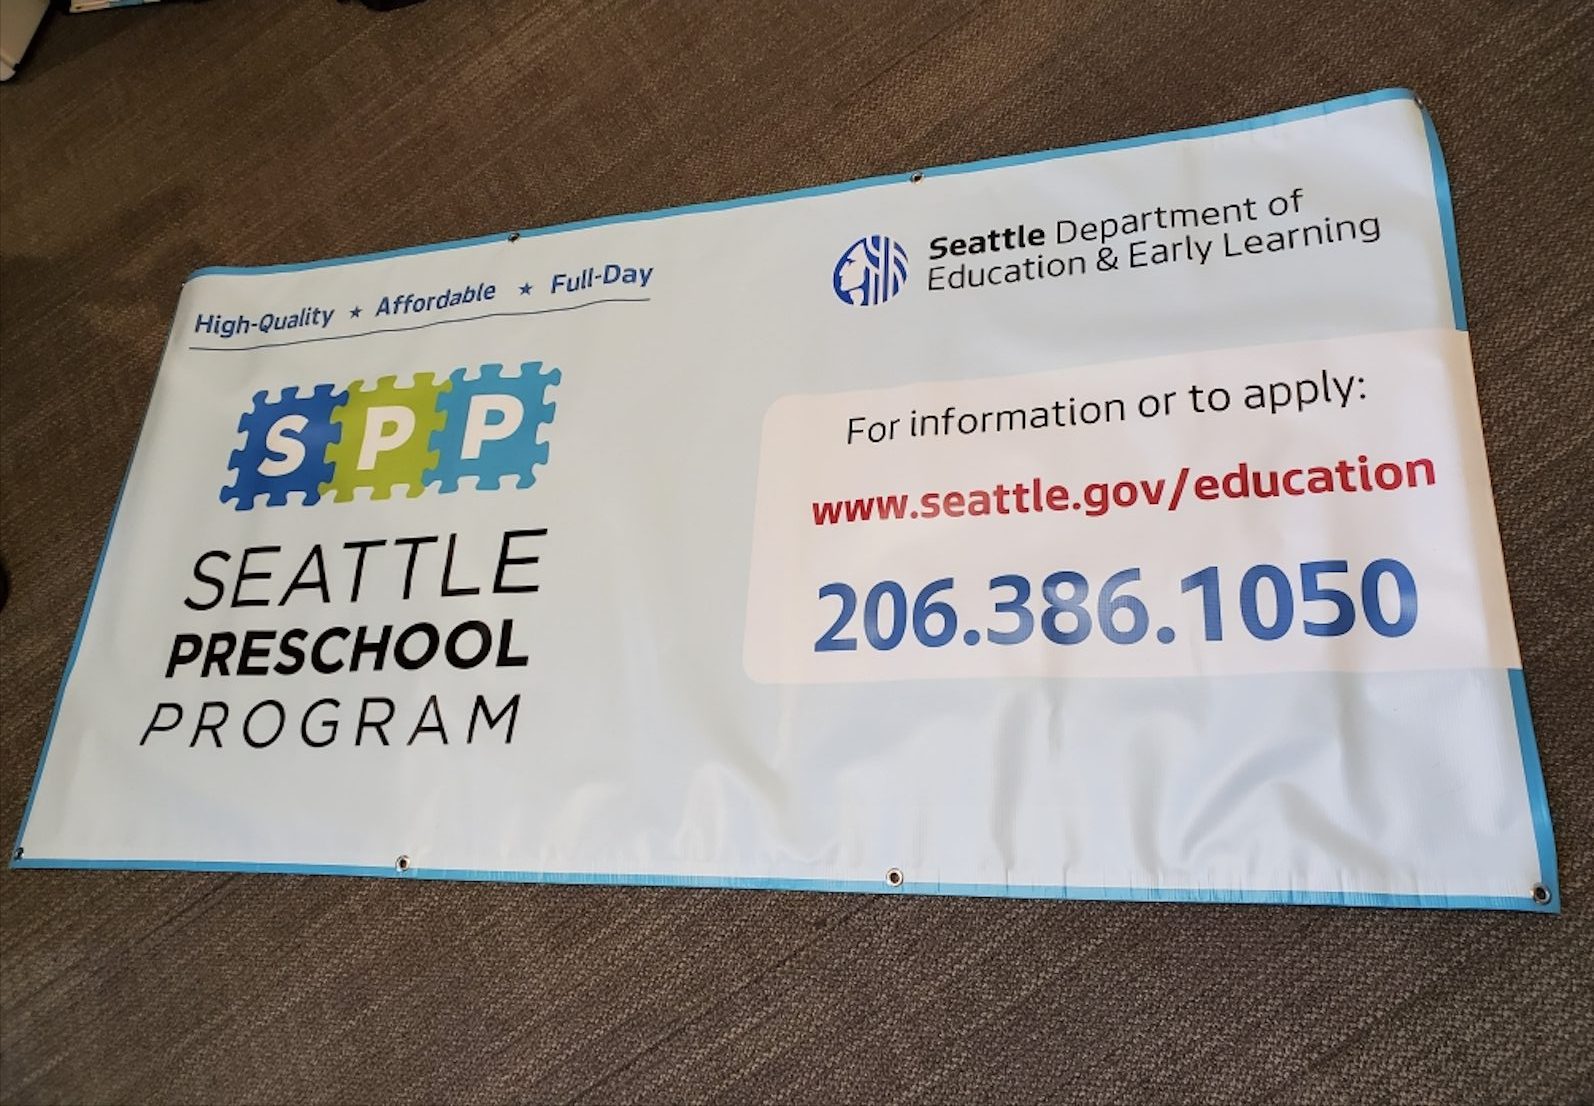 High-Quality ★ Affordable ★ Full-Day
SPP
SEATTLE
PRESCHOOL
PROGRAM
Seattle Department of
Education & Early Learning
For information or to apply:
www.seattle.gov/education
206.386.1050